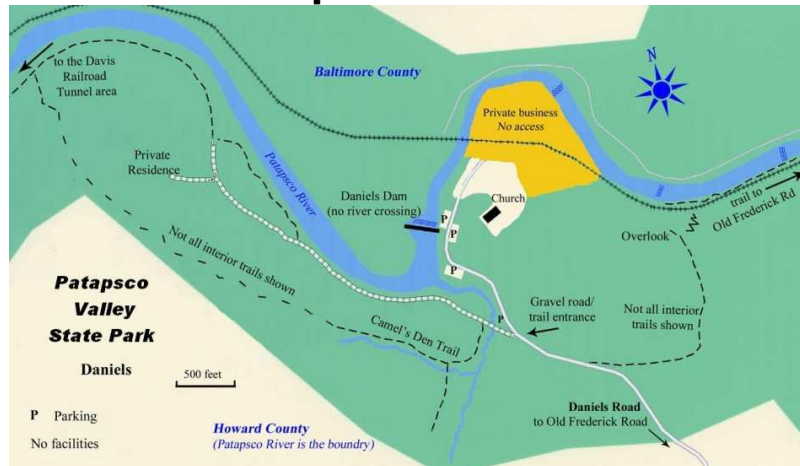 to the Davis
Railroad
Tunnel area
Baltimore County
N
Private business
No access
Private
Residence
Patapsco River
Daniels Dam
(no river crossing)
Church
P
P
P
trail to
Old Frederick Rd
Overlook
Not all interior trails shown
Patapsco
Valley
State Park
Daniels
500 feet
P
Gravel road/
trail entrance
Not all interior
trails shown
Camel's Den Trail
P Parking
No facilities
Howard County
(Patapsco River is the boundry)
Daniels Road
to Old Frederick Road